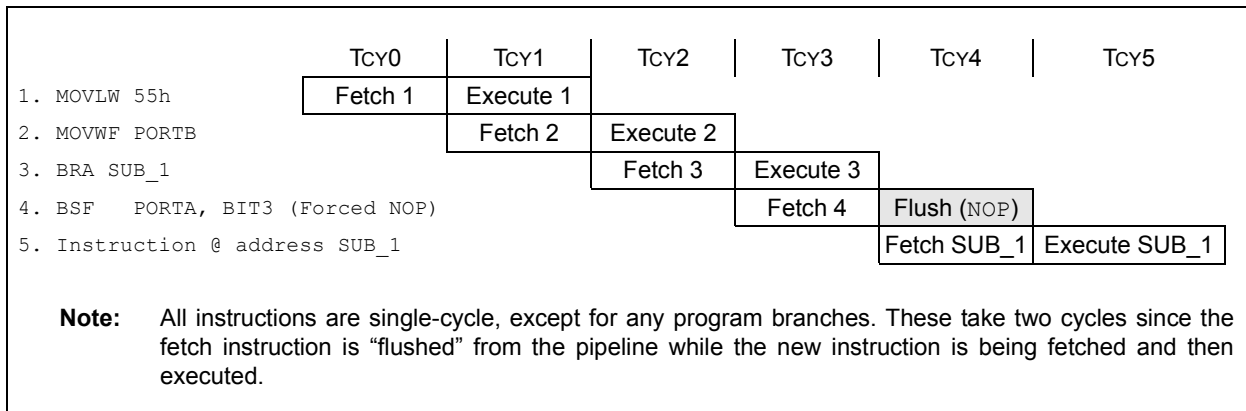 TCY0 TCY1 TCY2 TCY3 TCY4 TCY5
1. MOVLW 55h Fetch 1 Execute 1
2. MOVWF PORTB Fetch 2 Execute 2
3. BRA SUB_1 Fetch 3 Execute 3
4. BSF PORTA, BIT3 (Forced NOP) Fetch 4 Flush (NOP)
5. Instruction @ address SUB_1 Fetch SUB_1 Execute SUB_1
Note: All instructions are single-cycle, except for any program branches. These take two cycles since the
fetch instruction is “flushed” from the pipeline while the new instruction is being fetched and then
executed.